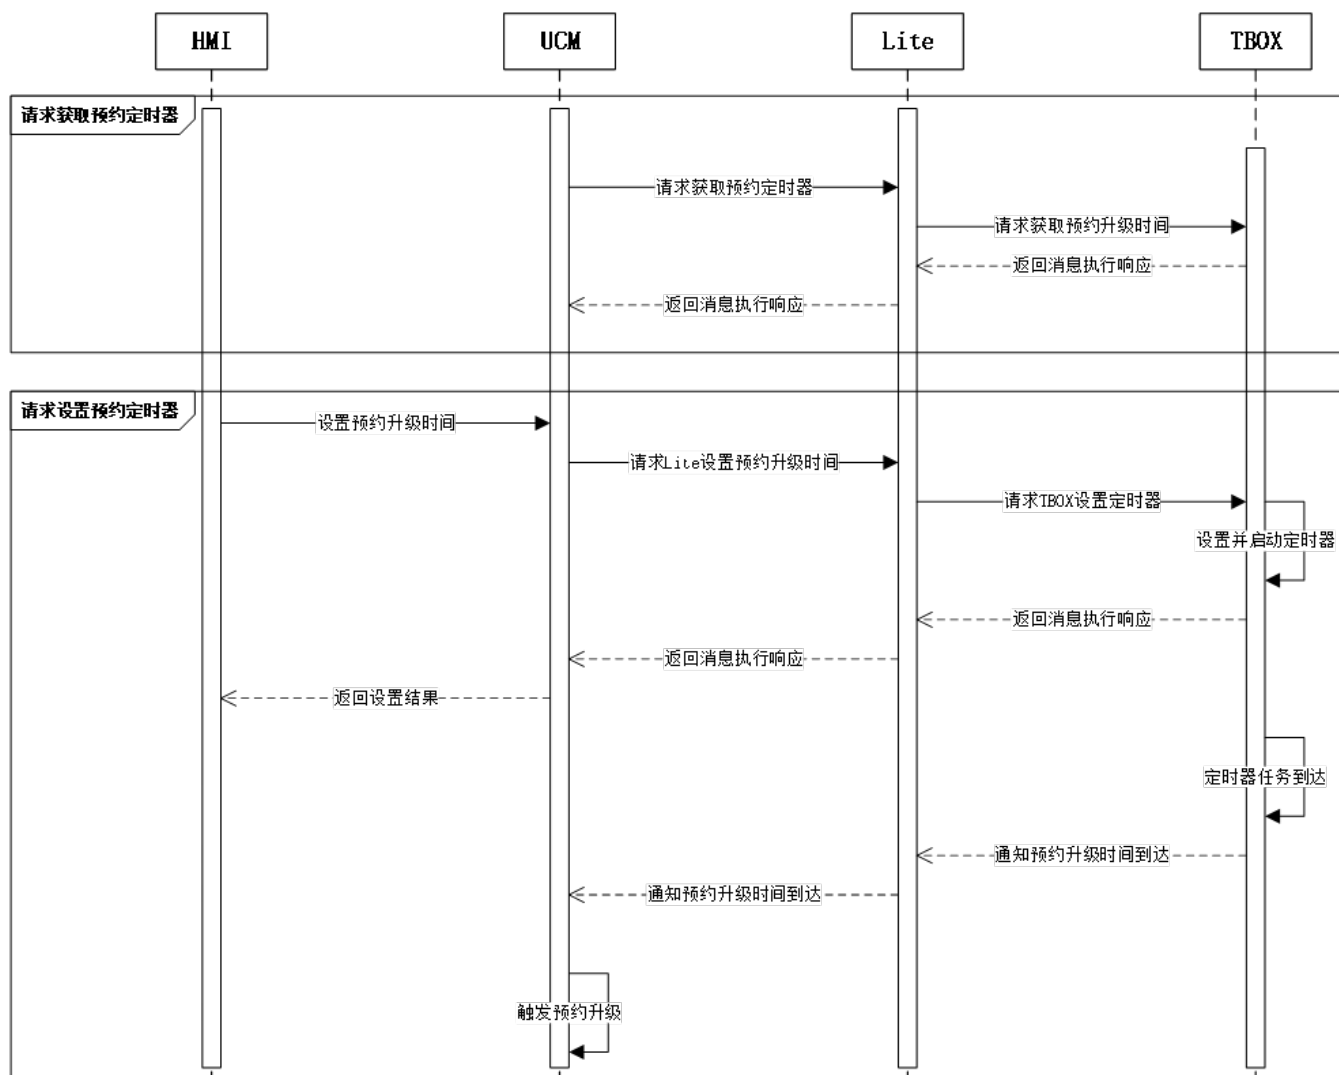 HMI
UCM
Lite
TBOX
请求获取预约定时器
请求获取预约定时器
请求获取预约升级时间
返回消息执行响应
返回消息执行响应
请求设置预约定时器
设置预约升级时间
请求Lite设置预约升级时间
请求TBOX设置定时器
设置并启动定时器
返回消息执行响应
返回消息执行响应
返回设置结果
定时器任务到达
通知预约升级时间到达
通知预约升级时间到达
触发预约升级